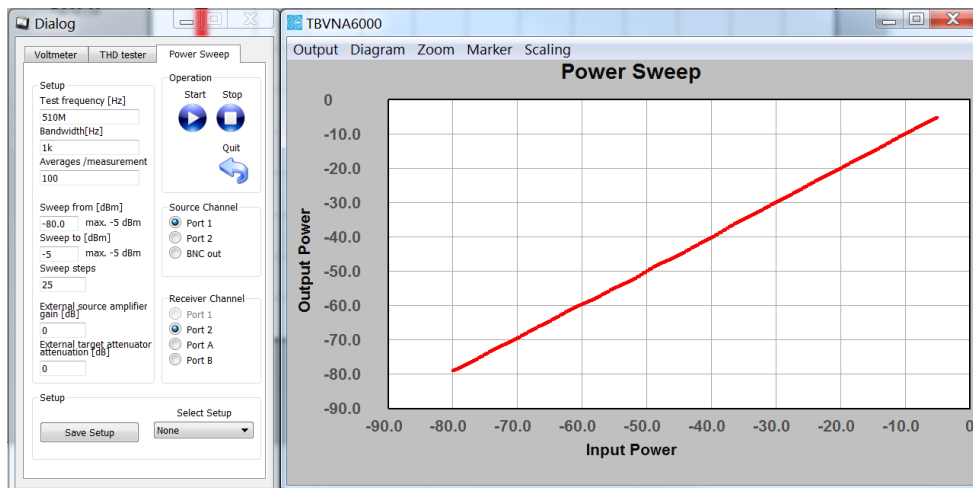 Dialog
Voltmeter THD tester Power Sweep
Setup
Test frequency [Hz]
510M
Bandwidth[Hz]
1k
Averages /measurement
100
Operation
Start Stop
Quit
Sweep from [dBm]
-80.0 max. -5 dBm
Sweep to [dBm]
-5 max. -5 dBm
Sweep steps
25
External source amplifier
gain [dB]
0
External target attenuator
attenuation [dB]
0
Source Channel
Port 1
Port 2
BNC out
Receiver Channel
Port 1
Port 2
Port A
Port B
Setup
Save Setup
Select Setup
None
TBVNA6000
Output Diagram Zoom Marker Scaling
Power Sweep
Output Power
0
-10.0
-20.0
-30.0
-40.0
-50.0
-60.0
-70.0
-80.0
-90.0
-90.0 -80.0 -70.0 -60.0 -50.0 -40.0 -30.0 -20.0 -10.0 0
Input Power